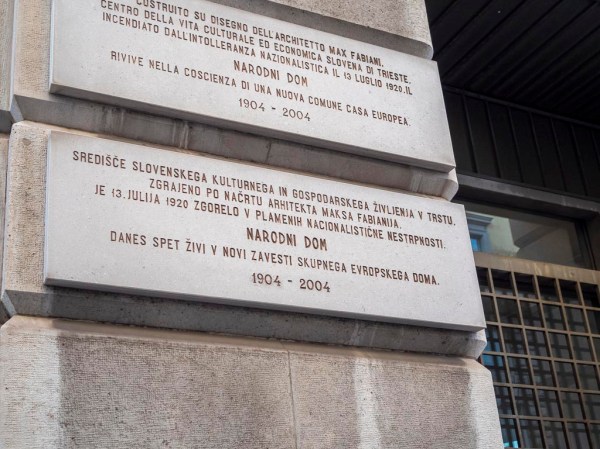 COSTRUITO SU DISEGNO DELL'ARCHITETTO MAX FABIANI,
CENTRO DELLA VITA CULTURALE ED ECONOMICA SLOVENA DI TRIESTE,
INCENDIATO DALL'INTOLLERANZA NAZIONALISTICA IL 13 LUGLIO 1920, IL
NARODNI DOM
RIVIVE NELLA COSCIENZA DI UNA NUOVA COMUNE CASA EUROPEA.
1904 - 2004
SREDIŠČE SLOVENSKEGA KULTURNEGA IN GOSPODARSKEGA ŽIVLJENJA V TRSTU,
ZGRAJENO PO NAČRTU ARHITEKTA MAKSA FABIANIJA,
JE 13. JULIJA 1920 ZGORELO V PLAMENIH NACIONALISTIČNE NESTRPNOSTI.
NARODNI DOM
DANES SPET ŽIVI V NOVI ZAVESTI SKUPNEGA EVROPSKEGA DOMA.
1904 - 2004